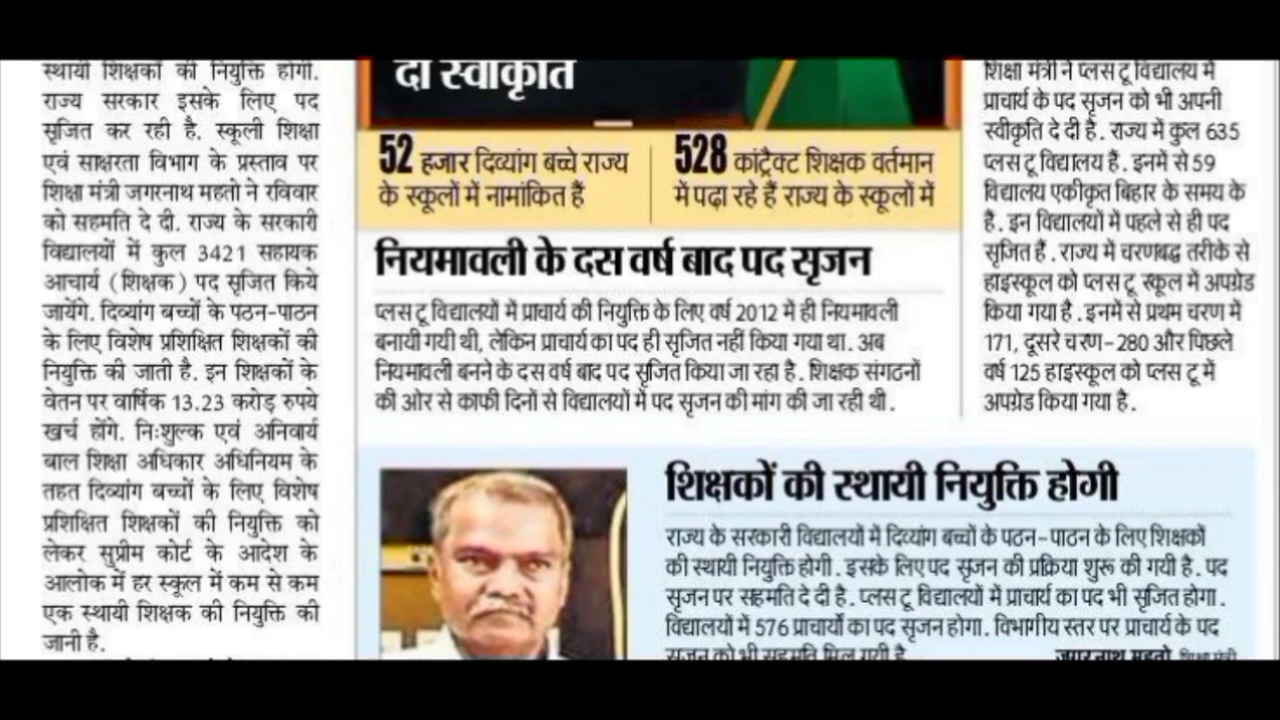 स्थायी शिक्षकों की नियुक्ति होगी.
राज्य सरकार इसके लिए पद
सृजित कर रही है. स्कूली शिक्षा
एवं साक्षरता विभाग के प्रस्ताव पर
शिक्षा मंत्री जगरनाथ महतो ने रविवार
को सहमति दे दी. राज्य के सरकारी
विद्यालयों में कुल 3421 सहायक
आचार्य (शिक्षक) पद सृजित किये
जायेंगे. दिव्यांग बच्चों के पठन-पाठन
के लिए विशेष प्रशिक्षित शिक्षकों की
नियुक्ति की जाती है. इन शिक्षकों के
वेतन पर वार्षिक 13.23 करोड़ रुपये
खर्च होंगे. निःशुल्क एवं अनिवार्य
बाल शिक्षा अधिकार अधिनियम के
तहत दिव्यांग बच्चों के लिए विशेष
प्रशिक्षित शिक्षकों की नियुक्ति को
लेकर सुप्रीम कोर्ट के आदेश के
आलोक में हर स्कूल में कम से कम
एक स्थायी शिक्षक की नियुक्ति की
जानी है.
दी स्वीकृति
52 हजार दिव्यांग बच्चे राज्य
के स्कूलों में नामांकित हैं
528 कांट्रैक्ट शिक्षक वर्तमान
में पढ़ा रहे हैं राज्य के स्कूलों में
नियमावली के दस वर्ष बाद पद सृजन
प्लस टू विद्यालयों में प्राचार्य की नियुक्ति के लिए वर्ष 2012 में ही नियमावली
बनायी गयी थी, लेकिन प्राचार्य का पद ही सृजित नहीं किया गया था. अब
नियमावली बनने के दस वर्ष बाद पद सृजित किया जा रहा है. शिक्षक संगठनों
की ओर से काफी दिनों से विद्यालयों में पद सृजन की मांग की जा रही थी.
शिक्षा मंत्री ने प्लस टू विद्यालय में
प्राचार्य के पद सृजन को भी अपनी
स्वीकृति दे दी है. राज्य में कुल 635
प्लस टू विद्यालय हैं. इनमें से 59
विद्यालय एकीकृत बिहार के समय के
हैं. इन विद्यालयों में पहले से ही पद
सृजित हैं. राज्य में चरणबद्ध तरीके से
हाइस्कूल को प्लस टू स्कूल में अपग्रेड
किया गया है. इनमें से प्रथम चरण में
171, दूसरे चरण-280 और पिछले
वर्ष 125 हाइस्कूल को प्लस टू में
अपग्रेड किया गया है.
शिक्षकों की स्थायी नियुक्ति होगी
राज्य के सरकारी विद्यालयों में दिव्यांग बच्चों के पठन-पाठन के लिए शिक्षकों
की स्थायी नियुक्ति होगी. इसके लिए पद सृजन की प्रक्रिया शुरू की गयी है. पद
सृजन पर सहमति दे दी है. प्लस टू विद्यालयों में प्राचार्य का पद भी सृजित होगा.
विद्यालयों में 576 प्राचार्यों का पद सृजन होगा. विभागीय स्तर पर प्राचार्य के पद
सृजन को भी सहमति मिल गयी है.
जगरनाथ महतो, शिक्षा मंत्री